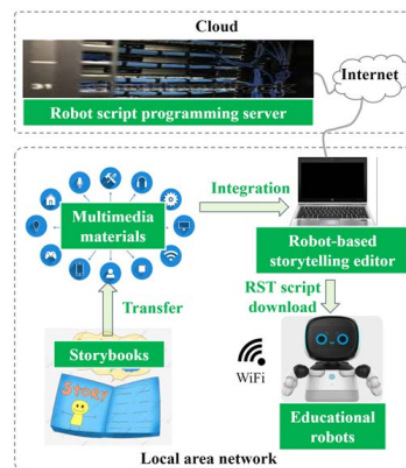 Cloud
Internet
Robot script programming server
Multimedia
materials
Integration
Robot-based
storytelling editor
Transfer
RST script
download
Storybooks
STORY
WiFi
Educational
robots
Local area network